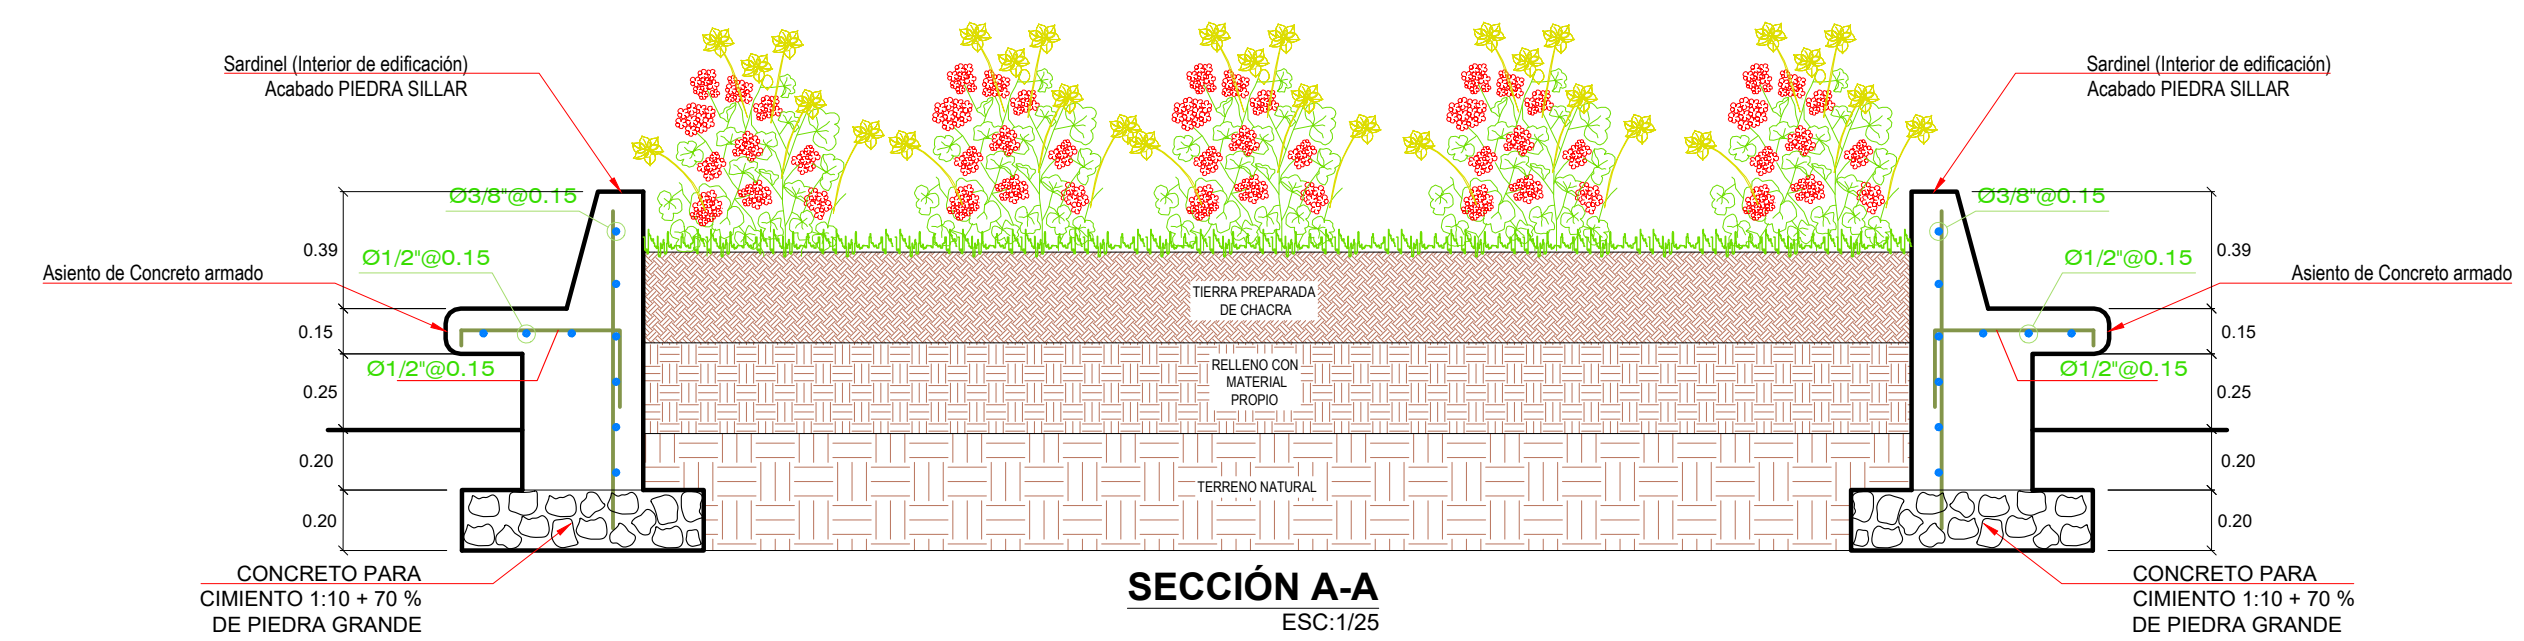 Sardinel (Interior de edificación)
Acabado PIEDRA SILLAR
Ø3/8"@0.15
Ø1/2"@0.15
Asiento de Concreto armado
Ø1/2"@0.15
0.39
0.15
0.25
0.20
0.20
CONCRETO PARA
CIMIENTO 1:10 + 70 %
DE PIEDRA GRANDE
TIERRA PREPARADA
DE CHACRA
RELLENO CON
MATERIAL
PROPIO
TERRENO NATURAL
SECCIÓN A-A
ESC:1/25
Sardinel (Interior de edificación)
Acabado PIEDRA SILLAR
Ø3/8"@0.15
Ø1/2"@0.15
Asiento de Concreto armado
Ø1/2"@0.15
0.39
0.15
0.25
0.20
0.20
CONCRETO PARA
CIMIENTO 1:10 + 70 %
DE PIEDRA GRANDE